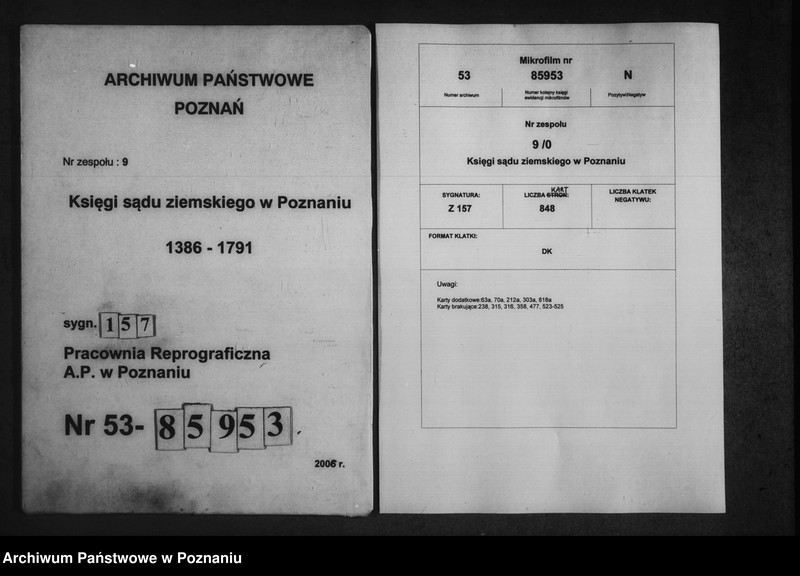 ARCHIWUM PAŃSTWOWE
POZNAŃ
Nr zespołu : 9
Księgi sądu ziemskiego w Poznaniu
1386 - 1791
sygn. 157
Pracownia Reprograficzna
A.P. w Poznaniu
Nr 53- 85953
2006 r.
Mikrofilm nr
53 85953 N
Numer archiwum Numer kolejny księgi ewidencji mikrofilmów Pozytyw/Negatyw
Nr zespołu
9 /0
Księgi sądu ziemskiego w Poznaniu
KART
SYGNATURA: LICZBA STRON: LICZBA KLATEK
NEGATYWU:
Z 157 848
FORMAT KLATKI:
DK
Uwagi:
Karty dodatkowe:63a, 70a, 212a, 303a, 618a
Karty brakujące:238, 315, 316, 358, 477, 523-525
Archiwum Państwowe w Poznaniu